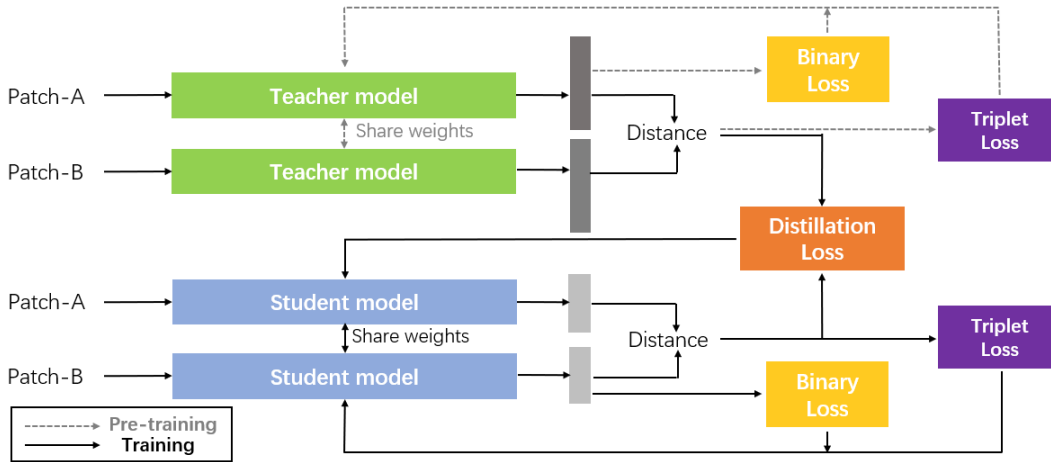 Patch-A
Teacher model
Binary
Loss
Share weights
Distance
Triplet
Loss
Patch-B
Teacher model
Distillation
Loss
Patch-A
Student model
Share weights
Distance
Triplet
Loss
Patch-B
Student model
Binary
Loss
Pre-training
Training